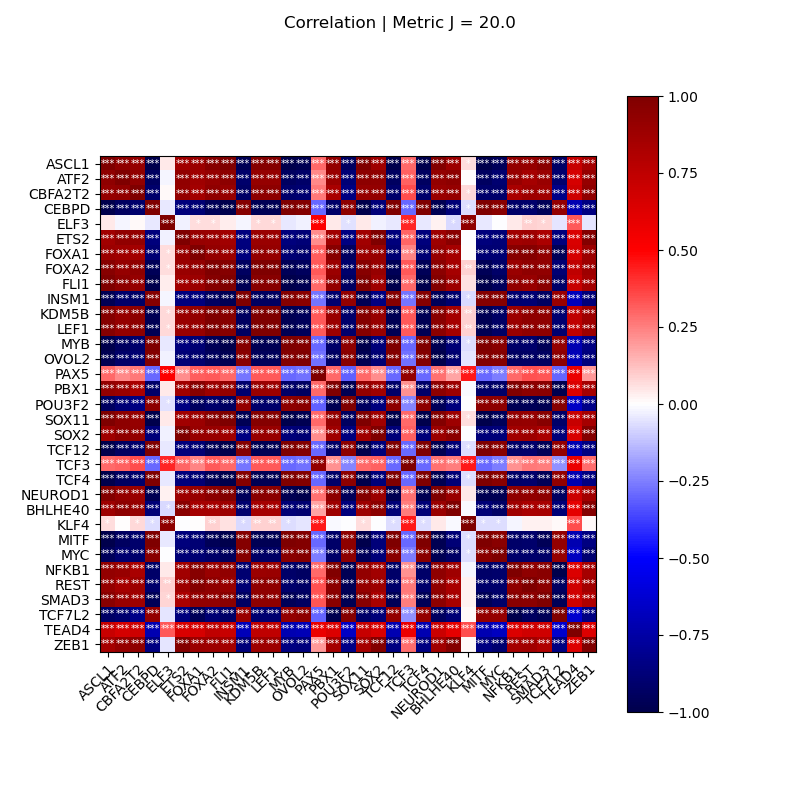 Correlation | Metric J = 20.0
ASCL1
ATF2
CBFA2T2
CEBPD
ELF3
ETS2
FOXA1
FOXA2
FLI1
INSM1
KDM5B
LEF1
MYB
OVOL2
PAX5
PBX1
POU3F2
SOX11
SOX2
TCF12
TCF3
TCF4
NEUROD1
BHLHE40
KLF4
MITF
MYC
NFKB1
REST
SMAD3
TCF7L2
TEAD4
ZEB1
ASCL1
ATF2
CBFA2T2
CEBPD
ELF3
ETS2
FOXA1
FOXA2
FLI1
INSM1
KDM5B
LEF1
MYB
OVOL2
PAX5
PBX1
POU3F2
SOX11
SOX2
TCF12
TCF3
TCF4
NEUROD1
BHLHE40
KLF4
MITF
MYC
NFKB1
REST
SMAD3
TCF7L2
TEAD4
ZEB1
1.00
0.75
0.50
0.25
0.00
−0.25
−0.50
−0.75
−1.00